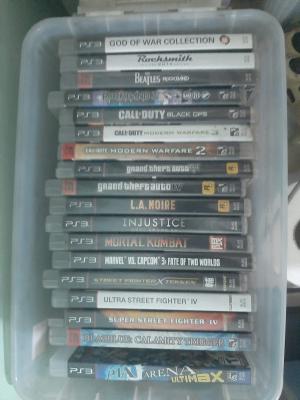 PS3 GOD OF WAR COLLECTION
PS3 Rocksmith
THE BEATLES ROCKBAND
PS3
PS3 CALL OF DUTY BLACK OPS
PS3 CALL OF DUTY MODERN WARFARE 3
CALL OF DUTY MODERN WARFARE 2
PS3 grand theft auto
grand theft auto IV
PS3 L.A. NOIRE
PS3 INJUSTICE
PS3 MORTAL KOMBAT
PS3 MARVEL VS. CAPCOM 3: FATE OF TWO WORLDS
PS3 STREET FIGHTER X TEKKEN
PS3 ULTRA STREET FIGHTER IV
PS3 SUPER STREET FIGHTER IV
BLAZBLUE: CALAMITY TRIGGER
PS3 P4 ARENA ULTIMAX